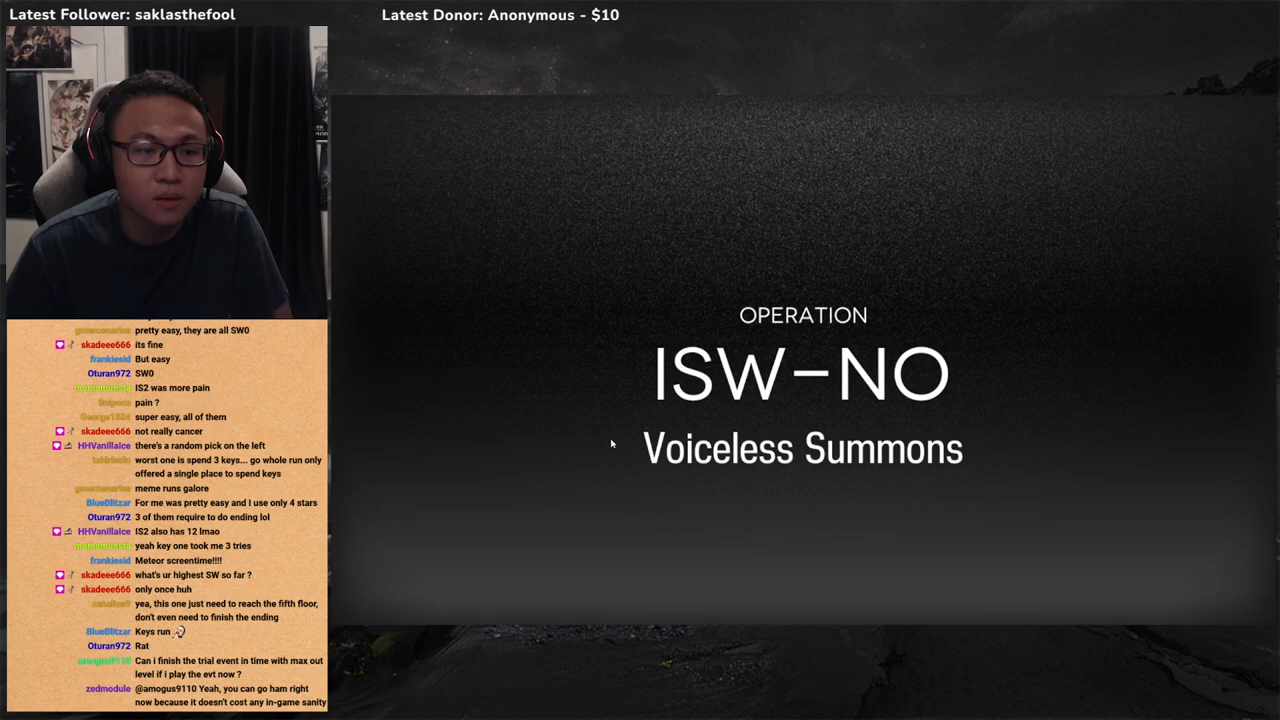 Latest Follower: saklasthefool
Latest Donor: Anonymous - $10
OPERATION
ISW-NO
Voiceless Summons
pretty easy, they are all SW0
skadeee666 its fine
frankiesid But easy
Oturan972 SW0
IS2 was more pain
pain ?
George1534 super easy, all of them
skadeee666 not really cancer
HHVanillaIce there's a random pick on the left
worst one is spend 3 keys... go whole run only
offered a single place to spend keys
meme runs galore
BlueBlitzar For me was pretty easy and I use only 4 stars
Oturan972 3 of them require to do ending lol
HHVanillaIce IS2 also has 12 lmao
yeah key one took me 3 tries
frankiesid Meteor screentime!!!!
skadeee666 what's ur highest SW so far ?
skadeee666 only once huh
yea, this one just need to reach the fifth floor,
don't even need to finish the ending
BlueBlitzar Keys run
Oturan972 Rat
amogus9110 Can i finish the trial event in time with max out
level if i play the evt now ?
zedmodule @amogus9110 Yeah, you can go ham right
now because it doesn't cost any in-game sanity